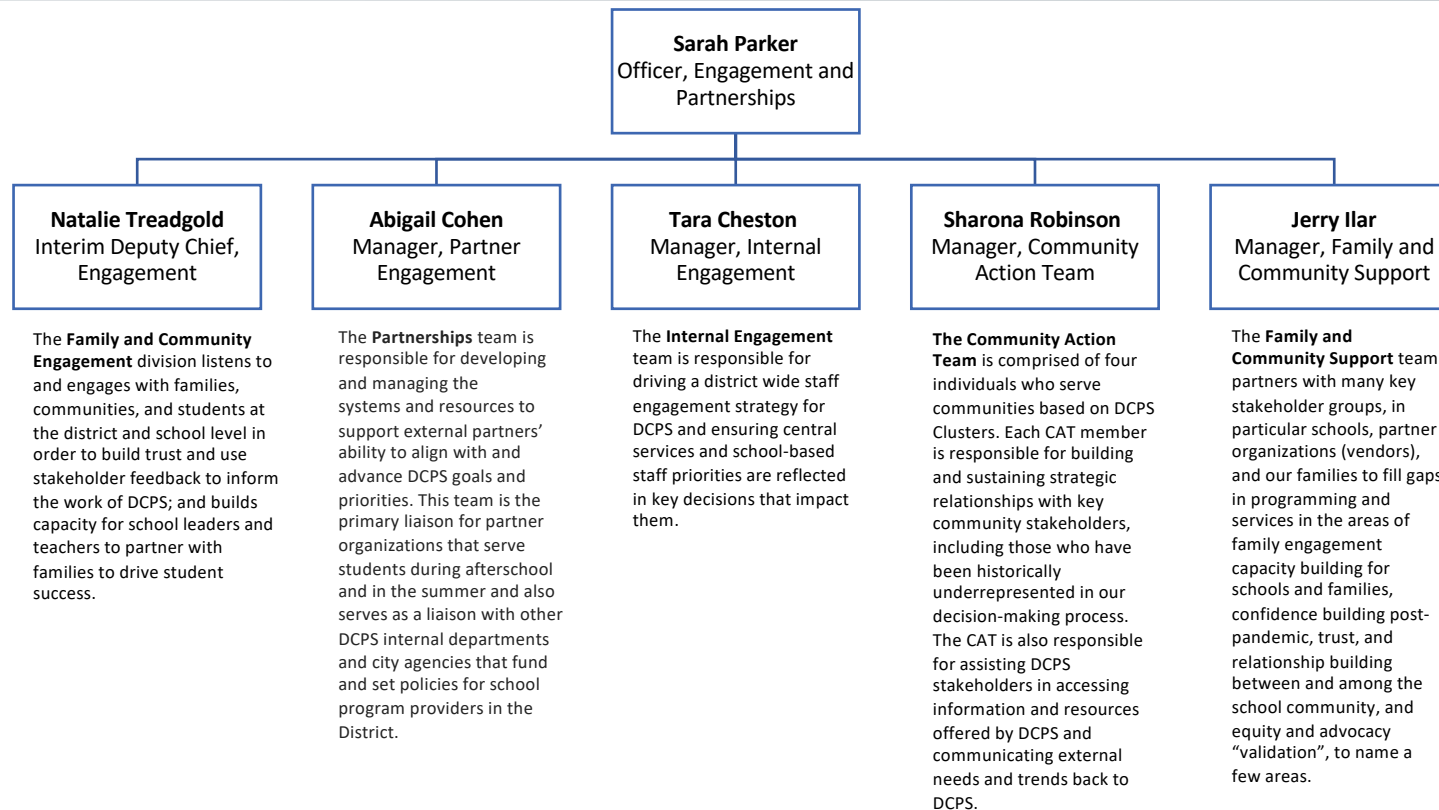 Sarah Parker
Officer, Engagement and
Partnerships
Natalie Treadgold
Interim Deputy Chief,
Engagement
Abigail Cohen
Manager, Partner
Engagement
Tara Cheston
Manager, Internal
Engagement
Sharona Robinson
Manager, Community
Action Team
Jerry Ilar
Manager, Family and
Community Support
The Family and Community
Engagement division listens to
and engages with families,
communities, and students at
the district and school level in
order to build trust and use
stakeholder feedback to inform
the work of DCPS; and builds
capacity for school leaders and
teachers to partner with
families to drive student
success.
The Partnerships team is
responsible for developing
and managing the
systems and resources to
support external partners’
ability to align with and
advance DCPS goals and
priorities. This team is the
primary liaison for partner
organizations that serve
students during afterschool
and in the summer and also
serves as a liaison with other
DCPS internal departments
and city agencies that fund
and set policies for school
program providers in the
District.
The Internal Engagement
team is responsible for
driving a district wide staff
engagement strategy for
DCPS and ensuring central
services and school-based
staff priorities are reflected
in key decisions that impact
them.
The Community Action
Team is comprised of four
individuals who serve
communities based on DCPS
Clusters. Each CAT member
is responsible for building
and sustaining strategic
relationships with key
community stakeholders,
including those who have
been historically
underrepresented in our
decision-making process.
The CAT is also responsible
for assisting DCPS
stakeholders in accessing
information and resources
offered by DCPS and
communicating external
needs and trends back to
DCPS.
The Family and
Community Support team
partners with many key
stakeholder groups, in
particular schools, partner
organizations (vendors),
and our families to fill gaps
in programming and
services in the areas of
family engagement
capacity building for
schools and families,
confidence building post-
pandemic, trust, and
relationship building
between and among the
school community, and
equity and advocacy
“validation”, to name a
few areas.